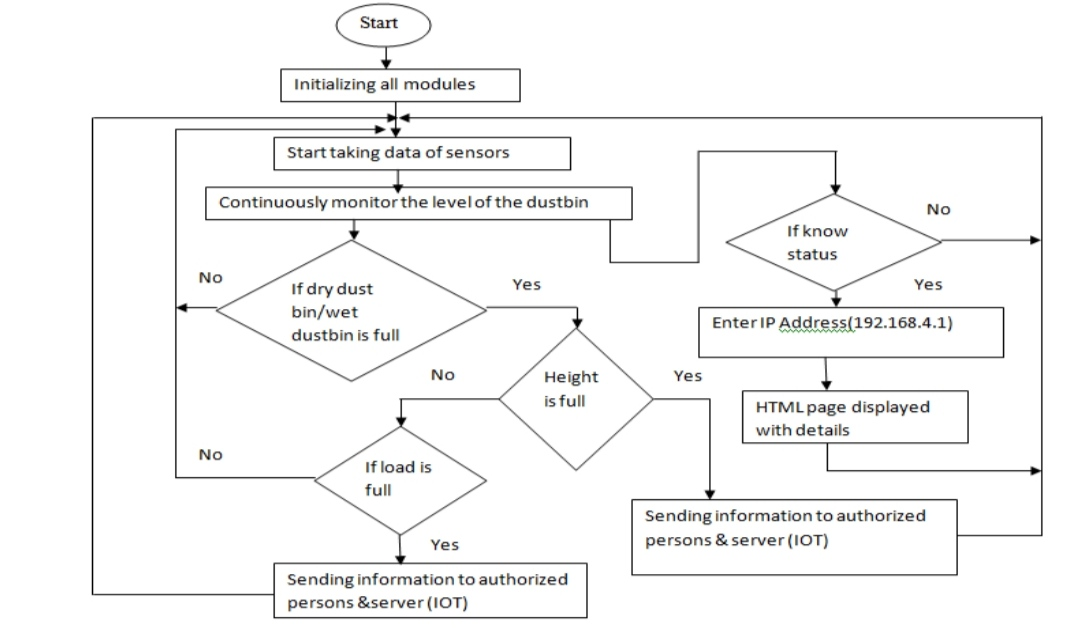 Start
Initializing all modules
Start taking data of sensors
Continuously monitor the level of the dustbin
No
If know
status
No
If dry dust
bin/wet
dustbin is full
Yes
Yes
Enter IP Address(192.168.4.1)
No
Height
is full
Yes
HTML page displayed
with details
No
If load is
full
Sending information to authorized
persons & server (IOT)
Yes
Sending information to authorized
persons &server (IOT)